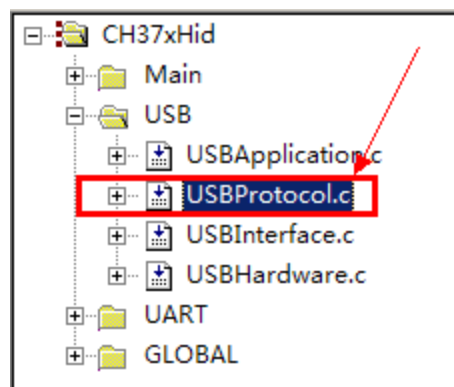 CH37xHid
Main
USB
USBApplication.c
USBProtocol.c
USBInterface.c
USBHardware.c
UART
GLOBAL